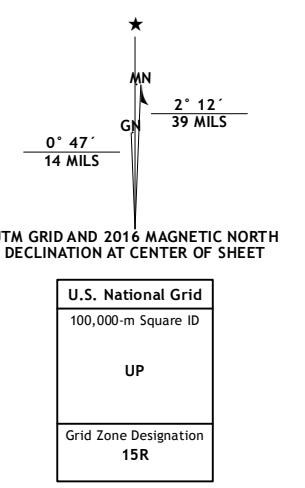 MN
GN
2° 12´
39 MILS
0° 47´
14 MILS
UTM GRID AND 2016 MAGNETIC NORTH
DECLINATION AT CENTER OF SHEET
U.S. National Grid
100,000-m Square ID
UP
Grid Zone Designation
15R